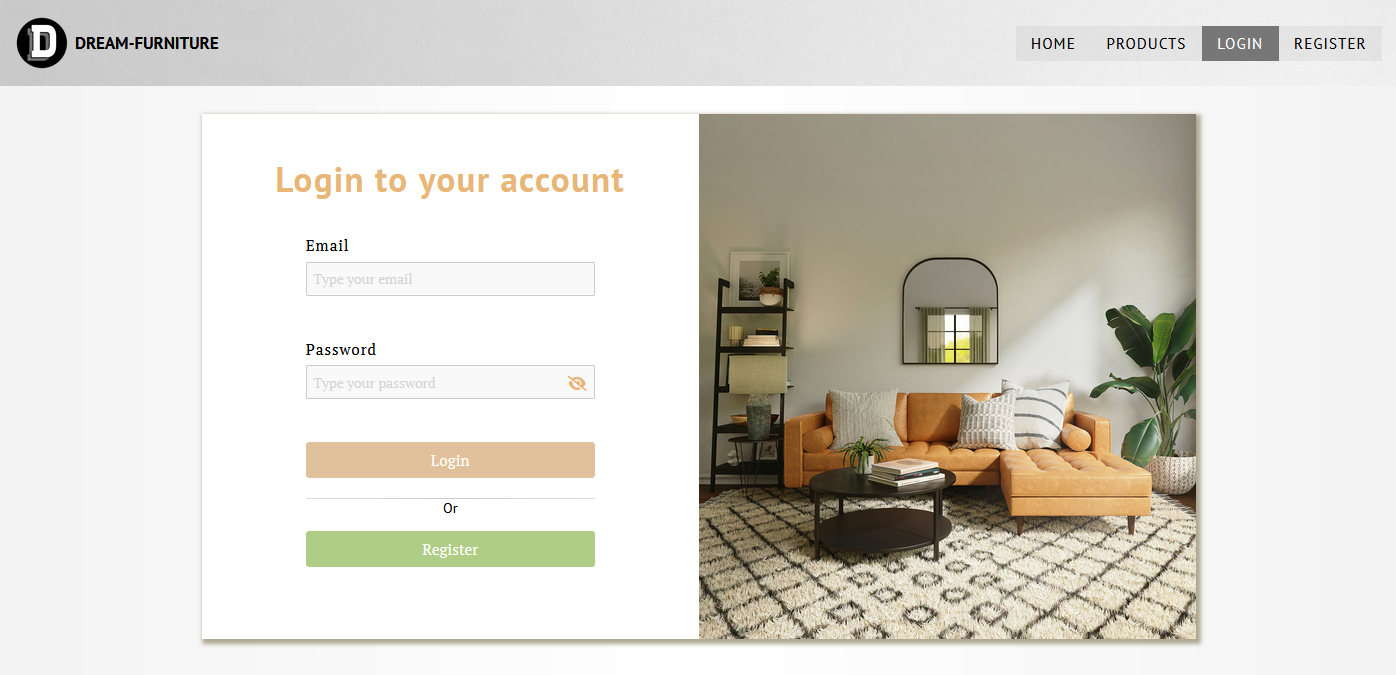 D DREAM-FURNITURE
HOME PRODUCTS LOGIN REGISTER
Login to your account
Email
Type your email
Password
Type your password
Login
Or
Register